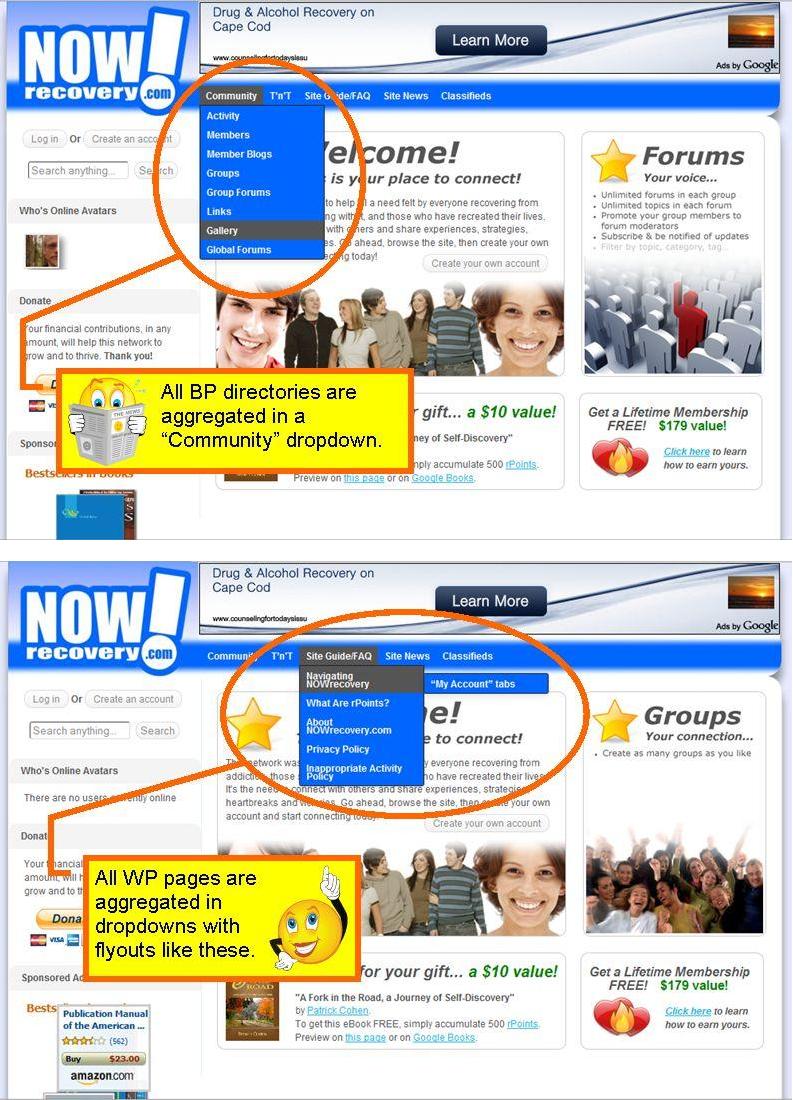 NOW!
recovery.com
Drug & Alcohol Recovery on
Cape Cod
www.counselingfortodaysissu
Learn More
Ads by Google
Community T'n'T Site Guide/FAQ Site News Classifieds
Activity
Members
Member Blogs
Groups
Group Forums
Links
Gallery
Global Forums
Log in Or Create an account
Search anything... Search
Who's Online Avatars
Donate
Your financial contributions, in any
amount, will help this network to
grow and to thrive. Thank you!
Sponsor
Bestsellers in Books
Welcome!
is your place to connect!
to help all a need felt by everyone recovering from
ng with it, and those who have recreated their lives.
with others and share experiences, strategies,
es. Go ahead, browse the site, then create your own
ecting today!
Create your own account
Forums
Your voice...
Unlimited forums in each group
Unlimited topics in each forum
Promote your group members to
forum moderators
Subscribe & be notified of updates
Filter by topic, category, tag...
THE NEWS
All BP directories are
aggregated in a
“Community” dropdown.
r gift... a $10 value!
ney of Self-Discovery"
mply accumulate 500 rPoints.
Preview on this page or on Google Books.
Get a Lifetime Membership
FREE! $179 value!
Click here to learn
how to earn yours.
NOW!
recovery.com
Drug & Alcohol Recovery on
Cape Cod
www.counselingfortodaysissu
Learn More
Ads by Google
Community T'n'T Site Guide/FAQ Site News Classifieds
Navigating
NOWrecovery
“My Account” tabs
What Are rPoints?
About
NOWrecovery.com
Privacy Policy
Inappropriate Activity
Policy
Log in Or Create an account
Search anything... Search
Who's Online Avatars
There are no users currently online
Donat
Your financial
amount, will h
grow and to th
Dona
VISA
Sponsored Ad
Bests
Publication Manual
of the American ...
(562)
Buy $23.00
amazon.com
me!
e to connect!
This network was y everyone recovering from
addiction, those s o have recreated their lives
It's the need to connect with others and share experiences, strategies
heartbreaks and victories. Go ahead, browse the site, then create your own
account and start connecting today!
Create your own account
Groups
Your connection...
Create as many groups as you like
All WP pages are
aggregated in
dropdowns with
flyouts like these.
for your gift... a $10 value!
ROAD
"A Fork in the Road, a Journey of Self-Discovery"
by Patrick Cohen.
To get this eBook FREE, simply accumulate 500 rPoints.
Preview on this page or on Google Books.
Get a Lifetime Membership
FREE! $179 value!
Click here to learn
how to earn yours.